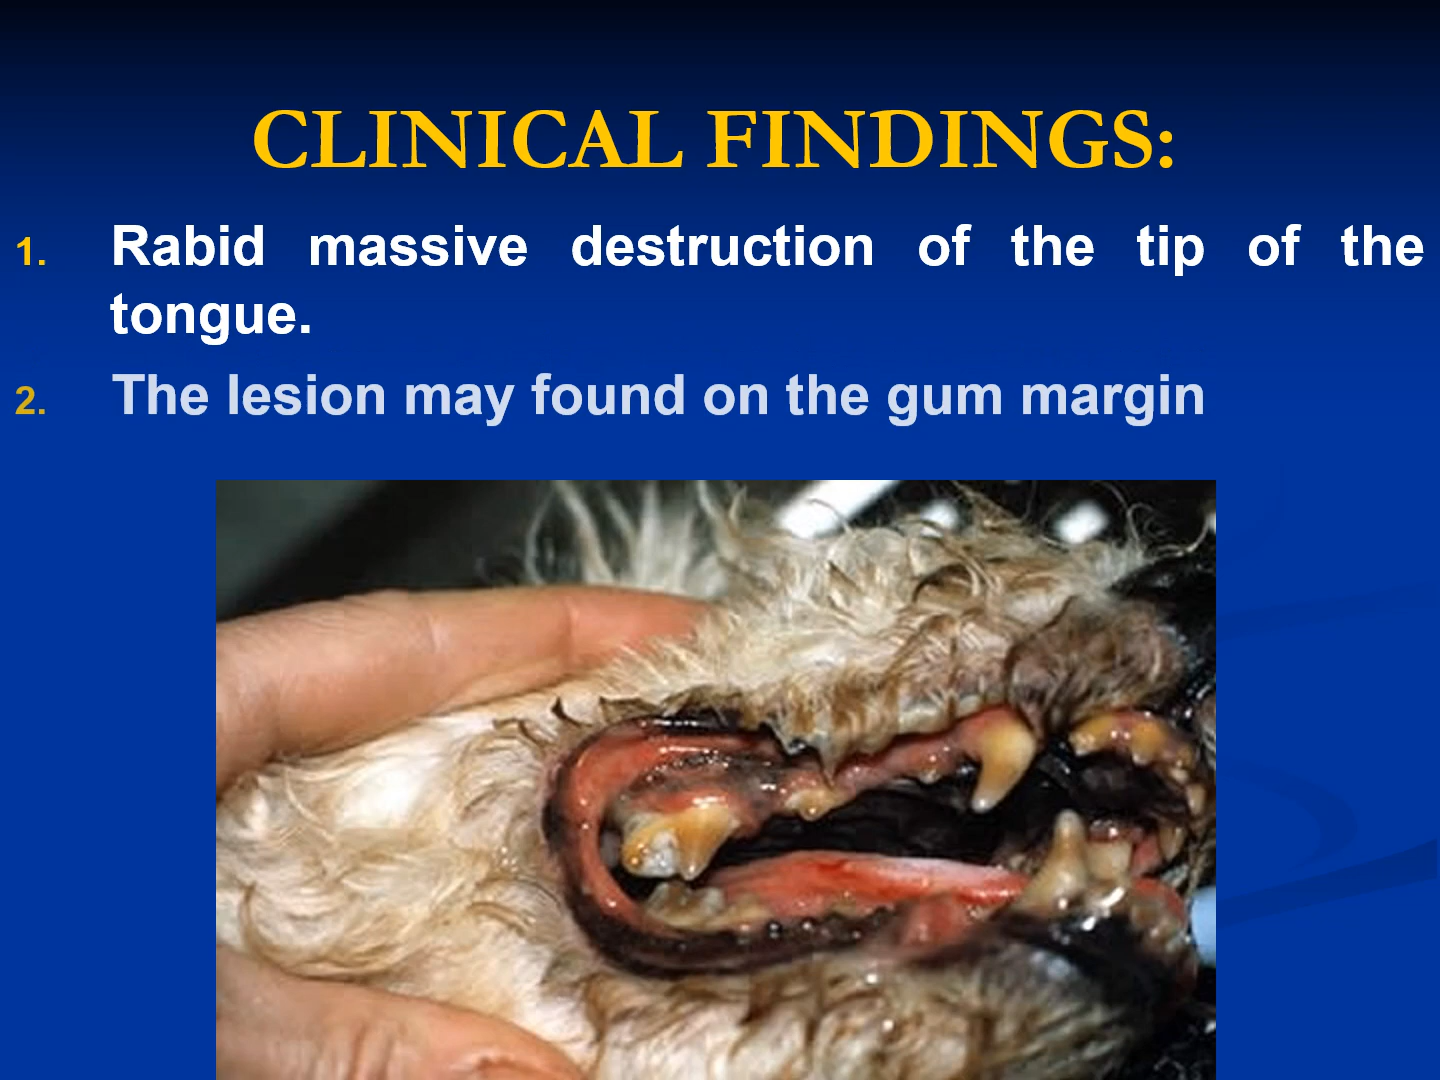 CLINICAL FINDINGS:
1. Rabid massive destruction of the tip of the
tongue.
2. The lesion may found on the gum margin